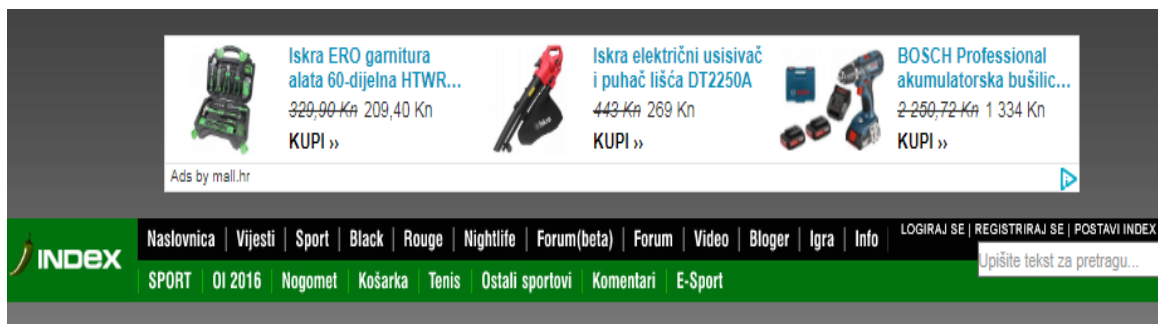 Iskra ERO garnitura
alata 60-dijelna HTWR...
329,90 Kn 209,40 Kn
KUPI ››
Iskra električni usisivač
i puhač lišća DT2250A
443 Kn 269 Kn
KUPI ››
BOSCH Professional
akumulatorska bušilic...
2 250,72 Kn 1 334 Kn
KUPI ››
Ads by mall.hr
INDEX
Naslovnica | Vijesti | Sport | Black | Rouge | Nightlife | Forum(beta) | Forum | Video | Bloger | Igra | Info
LOGIRAJ SE | REGISTRIRAJ SE | POSTAVI INDEX
Upišite tekst za pretragu...
SPORT | OI 2016 | Nogomet | Košarka | Tenis | Ostali sportovi | Komentari | E-Sport